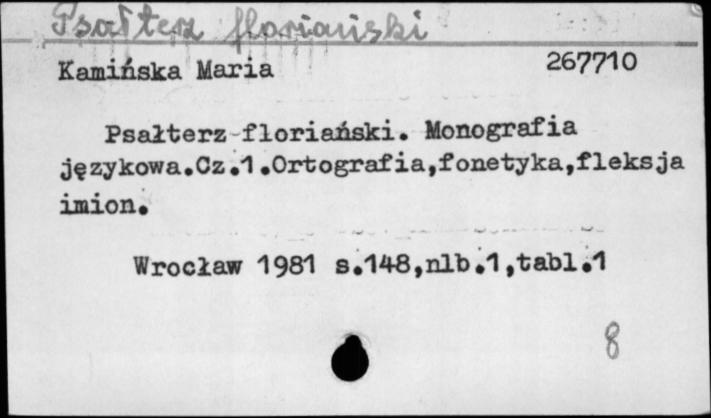 Psałterz floriański
Kamińska Maria 267710
Psałterz floriański. Monografia
językowa.Cz.1.Ortografia,fonetyka,fleksja
imion.
Wrocław 1981 s.148,nlb.1,tabl.1
8